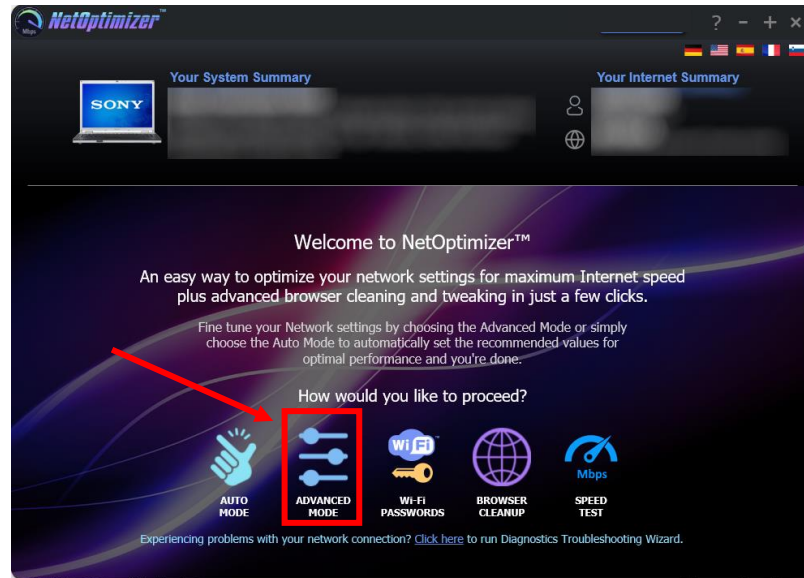 NetOptimizer™
Mbps
? - + ×
Your System Summary
Your Internet Summary
SONY
Welcome to NetOptimizer™
An easy way to optimize your network settings for maximum Internet speed
plus advanced browser cleaning and tweaking in just a few clicks.
Fine tune your Network settings by choosing the Advanced Mode or simply
choose the Auto Mode to automatically set the recommended values for
optimal performance and you're done.
How would you like to proceed?
Wi Fi
Mbps
AUTO
MODE
ADVANCED
MODE
Wi-Fi
PASSWORDS
BROWSER
CLEANUP
SPEED
TEST
Experiencing problems with your network connection? Click here to run Diagnostics Troubleshooting Wizard.